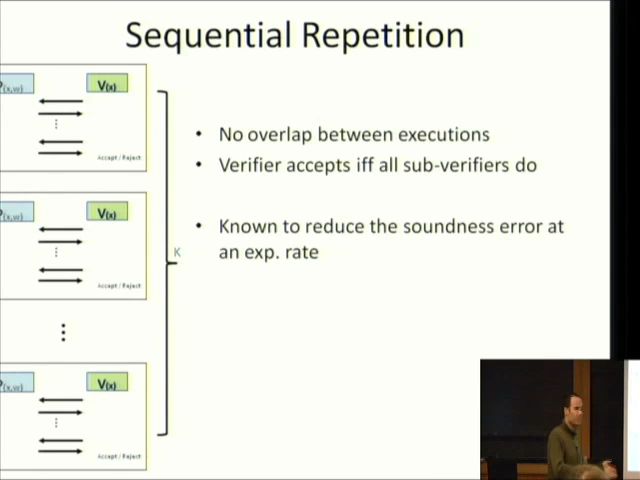 Sequential Repetition
P(x,w) V(x)
Accept / Reject
P(x,w) V(x)
Accept / Reject
P(x,w) V(x)
Accept / Reject
K
• No overlap between executions
• Verifier accepts iff all sub-verifiers do
• Known to reduce the soundness error at
an exp. rate